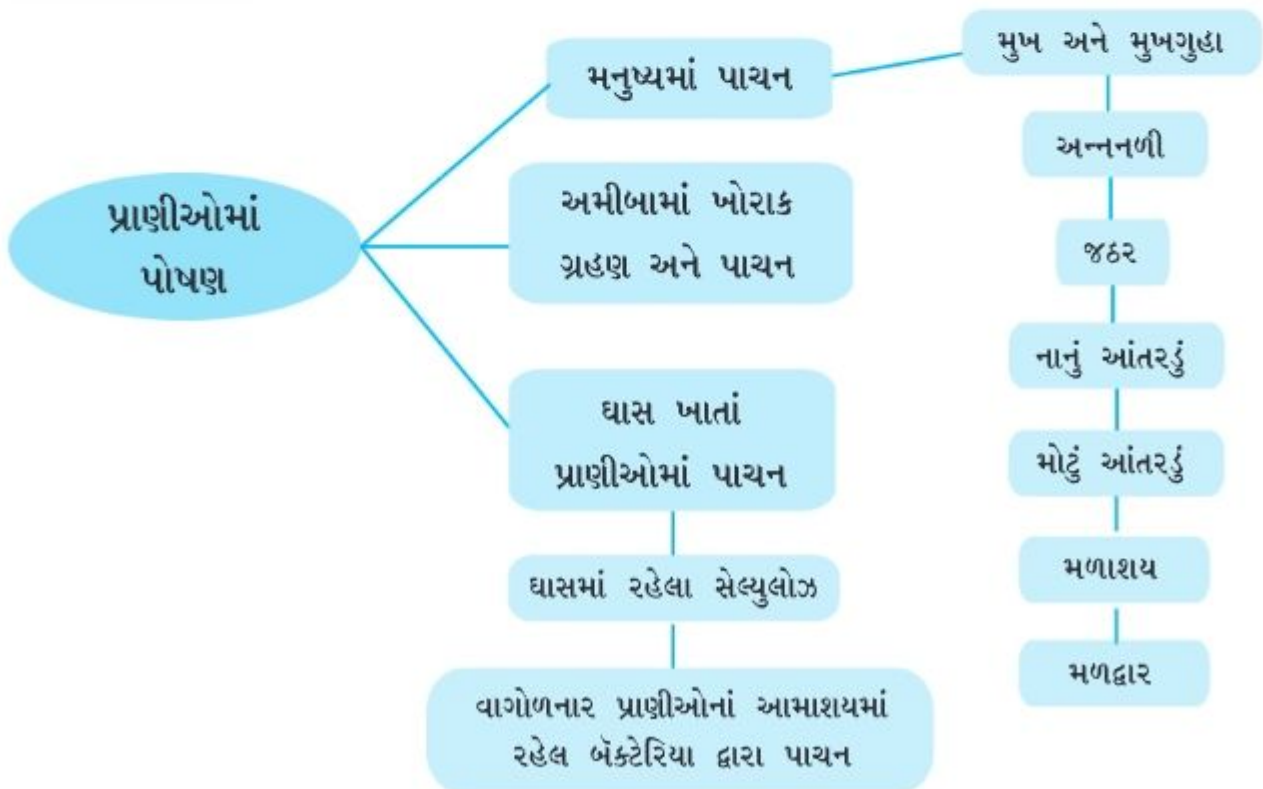 પ્રાણીઓમાં
પોષણ
મનુષ્યમાં પાચન
મુખ અને મુખગુહા
અન્નનળી
જઠર
નાનું આંતરડું
મોટું આંતરડું
મળાશય
મળદ્વાર
અમીબામાં ખોરાક
ગ્રહણ અને પાચન
ઘાસ ખાતાં
પ્રાણીઓમાં પાચન
ઘાસમાં રહેલા સેલ્યુલોઝ
વાગોળનાર પ્રાણીઓનાં આમાશયમાં
રહેલ બૅક્ટેરિયા દ્વારા પાચન